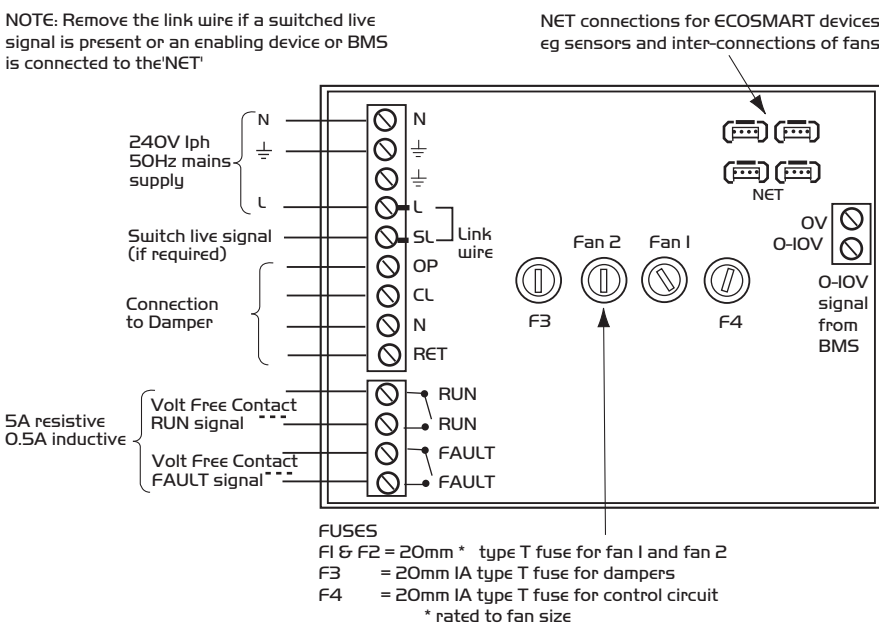 NOTE: Remove the link wire if a switched live
signal is present or an enabling device or BMS
is connected to the'NET'
NET connections for ECOSMART devices
eg sensors and inter-connections of fans
240V 1ph
50Hz mains
supply
N
L
Switch live signal
(if required)
Connection
to Damper
5A resistive
0.5A inductive
Volt Free Contact
RUN signal
Volt Free Contact
FAULT signal
N
L
SL
OP
CL
N
RET
Link
wire
RUN
RUN
FAULT
FAULT
Fan 2
Fan 1
F3
F4
NET
0V
0-10V
0-10V
signal
from
BMS
FUSES
F1 & F2 = 20mm * type T fuse for fan 1 and fan 2
F3 = 20mm 1A type T fuse for dampers
F4 = 20mm 1A type T fuse for control circuit
* rated to fan size